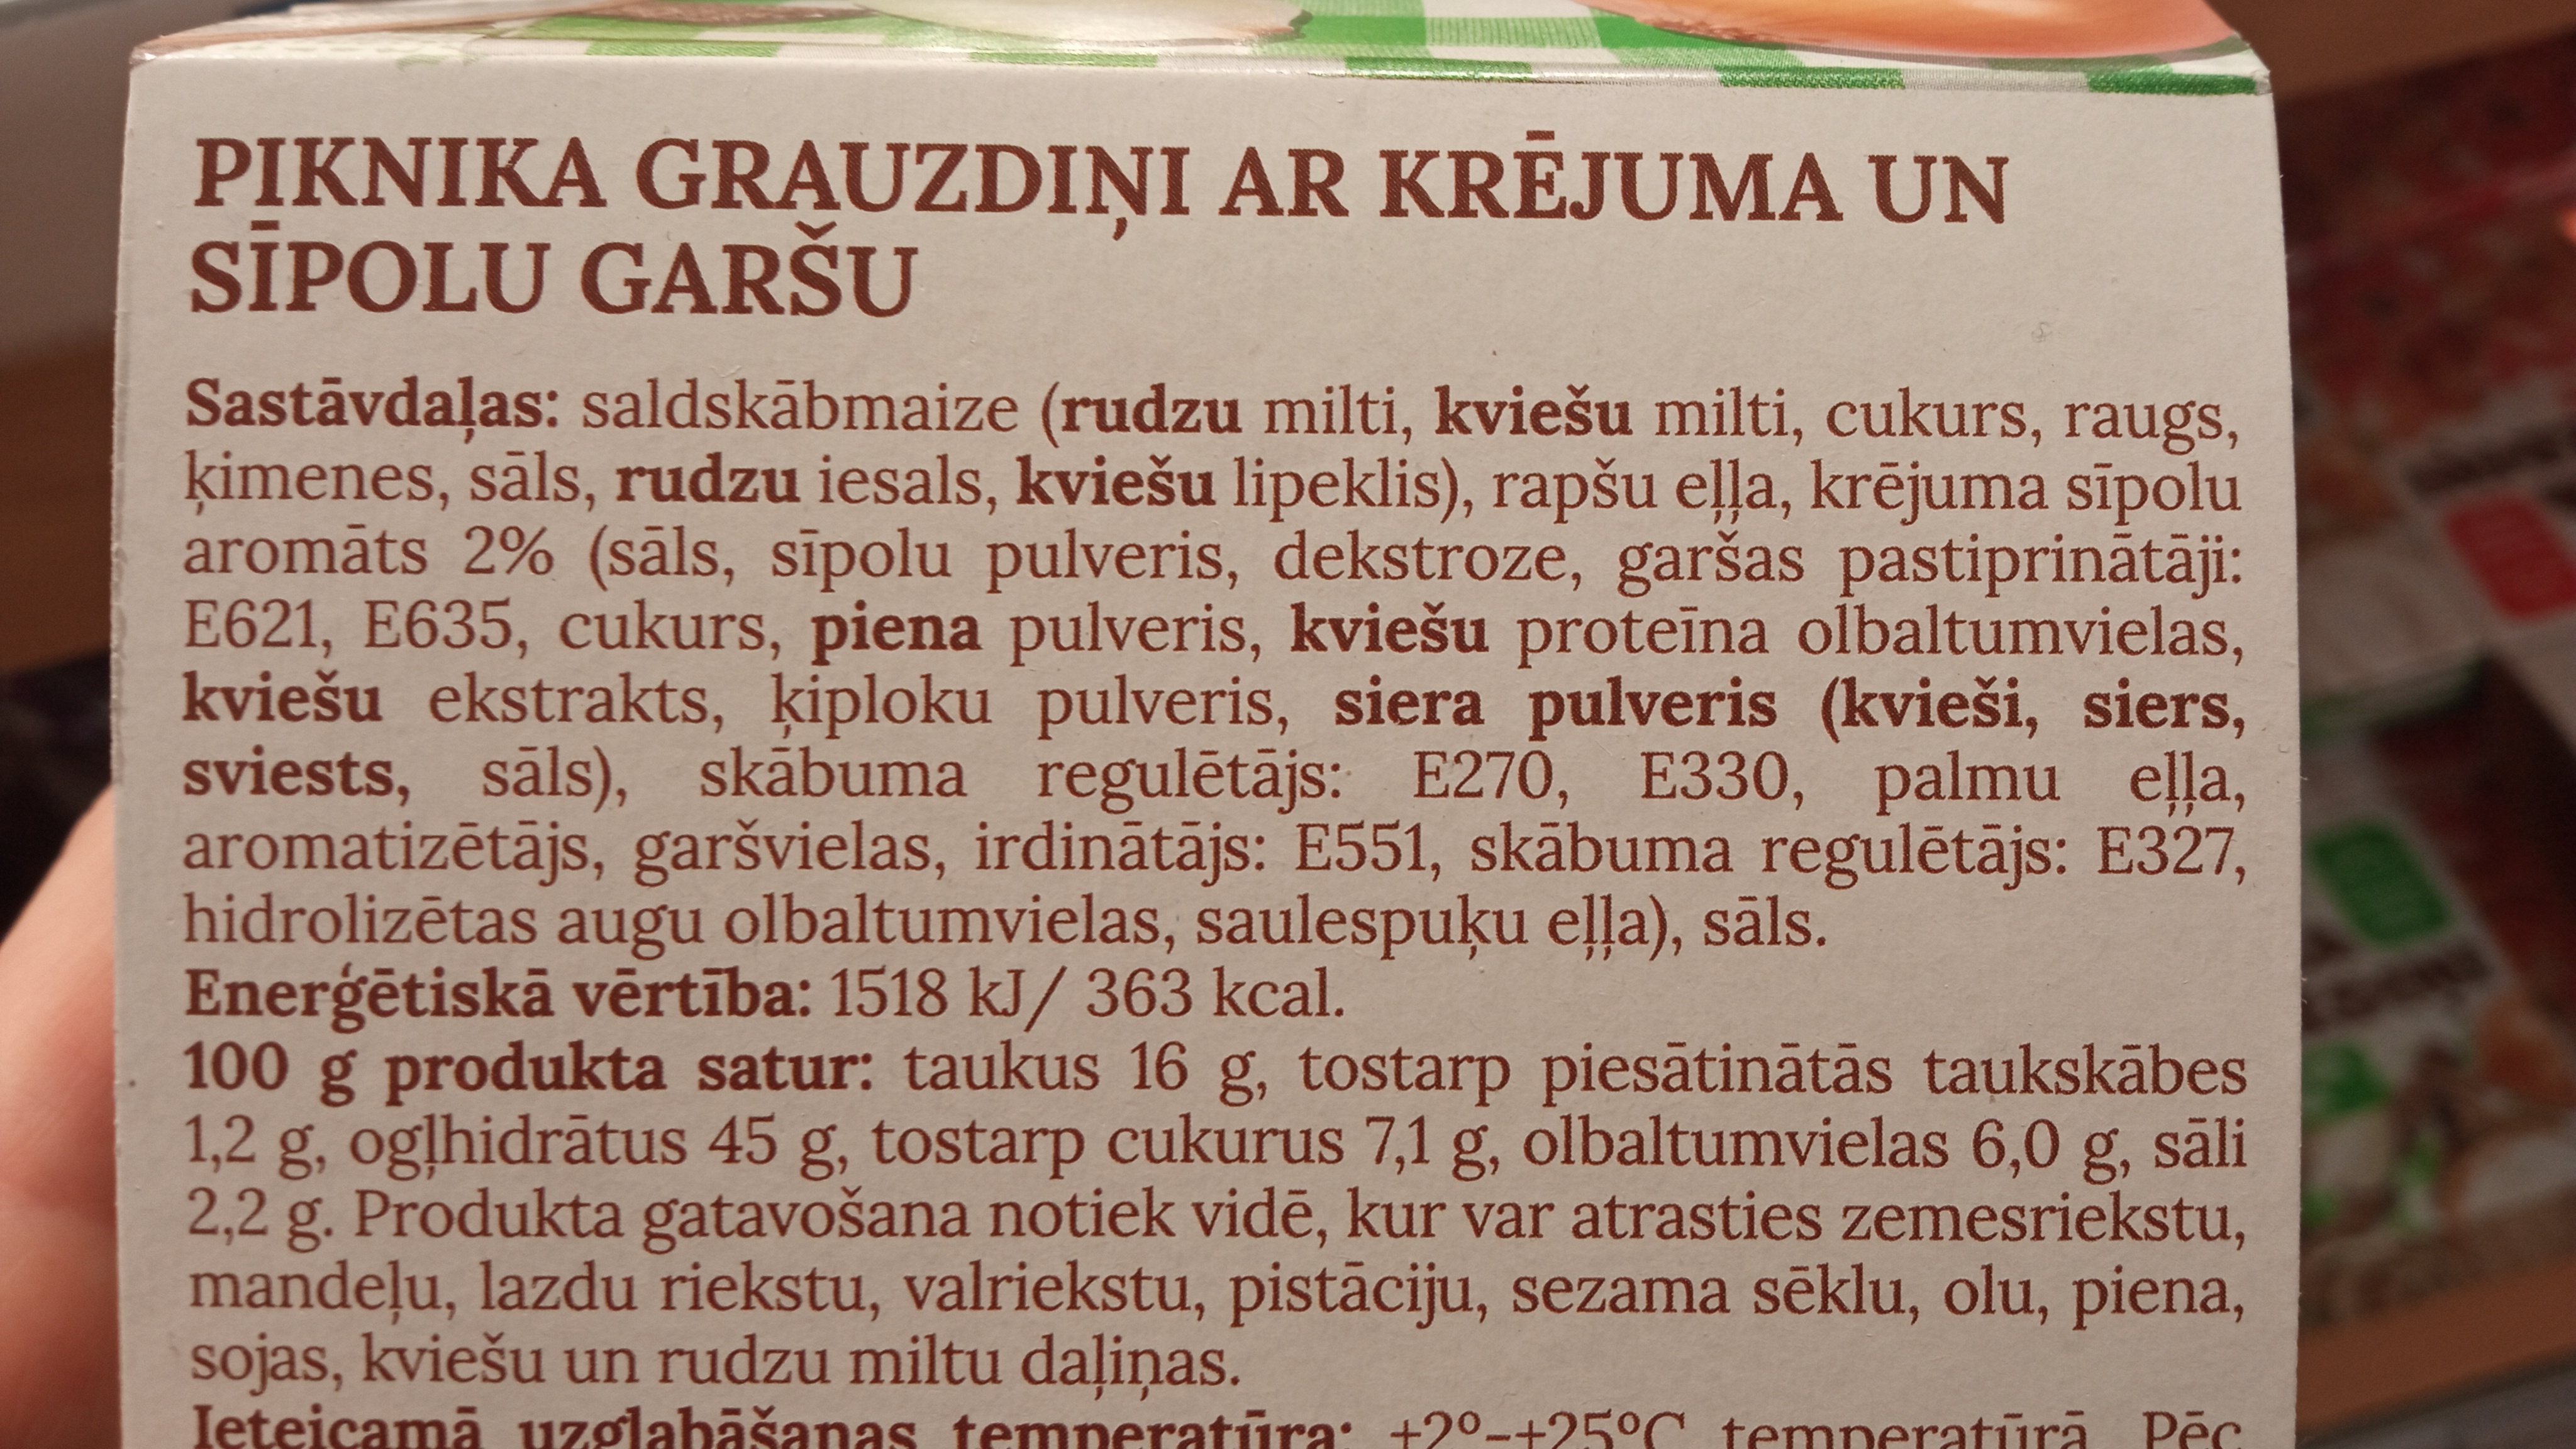 PIKNIKA GRAUZDIŅI AR KRĒJUMA UN
SĪPOLU GARŠU
Sastāvdaļas: saldskābmaize (rudzu milti, kviešu milti, cukurs, raugs,
ķimenes, sāls, rudzu iesals, kviešu lipeklis), rapšu eļļa, krējuma sīpolu
aromāts 2% (sāls, sīpolu pulveris, dekstroze, garšas pastiprinātāji:
E621, E635, cukurs, piena pulveris, kviešu proteīna olbaltumvielas,
kviešu ekstrakts, ķiploku pulveris, siera pulveris (kvieši, siers,
sviests, sāls), skābuma regulētājs: E270, E330, palmu eļļa,
aromatizētājs, garšvielas, irdinātājs: E551, skābuma regulētājs: E327,
hidrolizētas augu olbaltumvielas, saulespuķu eļļa), sāls.
Enerģētiskā vērtība: 1518 kJ/ 363 kcal.
100 g produkta satur: taukus 16 g, tostarp piesātinātās taukskābes
1,2 g, ogļhidrātus 45 g, tostarp cukurus 7,1 g, olbaltumvielas 6,0 g, sāli
2,2 g. Produkta gatavošana notiek vidē, kur var atrasties zemesriekstu,
mandeļu, lazdu riekstu, valriekstu, pistāciju, sezama sēklu, olu, piena,
sojas, kviešu un rudzu miltu daļiņas.
Ieteicamā uzglabāšanas temperatūra: +2°–+25°C temperatūrā. Pēc